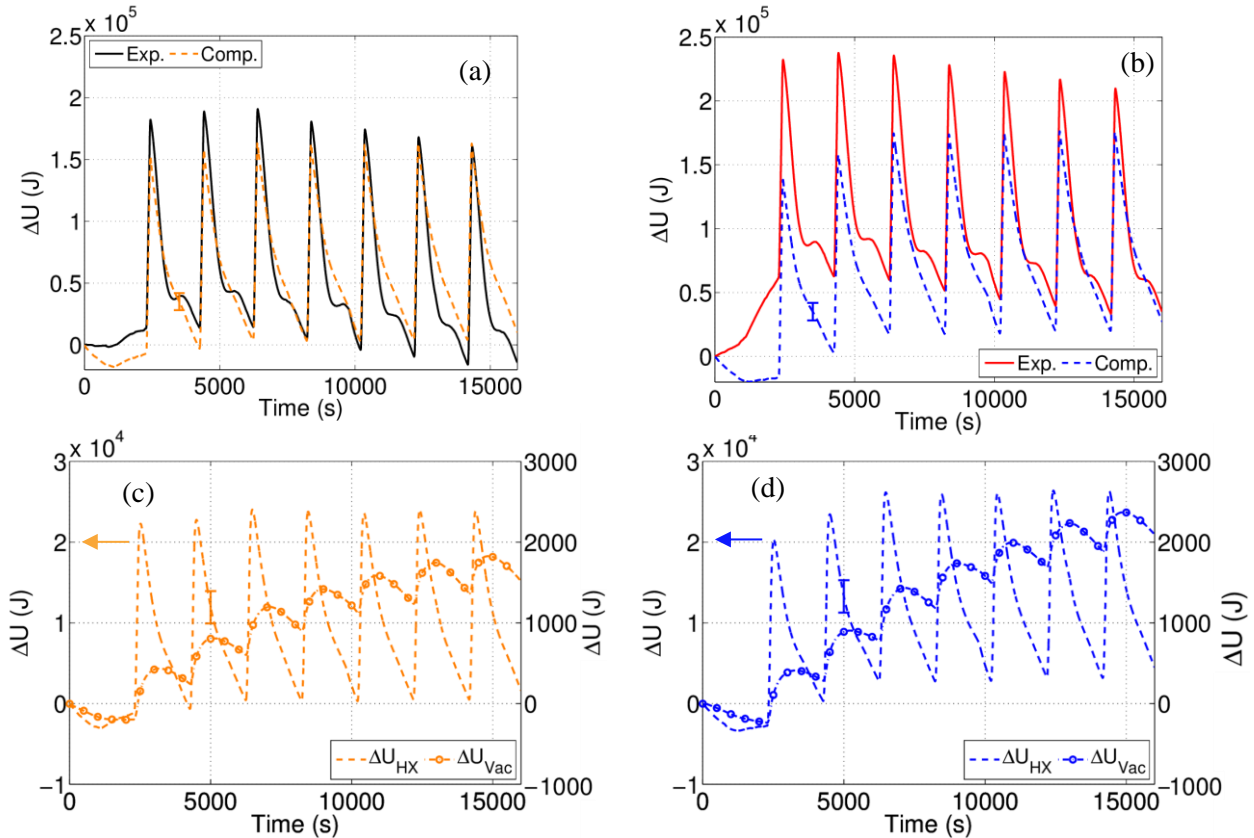 x 10^5
2.5
2
1.5
1
0.5
0
ΔU (J)
Exp. Comp.
(a)
0 5000 10000 15000
Time (s)
x 10^5
2.5
2
1.5
1
0.5
0
ΔU (J)
(b)
Exp. Comp.
0 5000 10000 15000
Time (s)
x 10^4
3
2
1
0
−1
ΔU (J)
(c)
3000
2000
1000
0
−1000
ΔU (J)
ΔU_HX ΔU_Vac
0 5000 10000 15000
Time (s)
x 10^4
3
2
1
0
−1
ΔU (J)
(d)
3000
2000
1000
0
−1000
ΔU (J)
ΔU_HX ΔU_Vac
0 5000 10000 15000
Time (s)